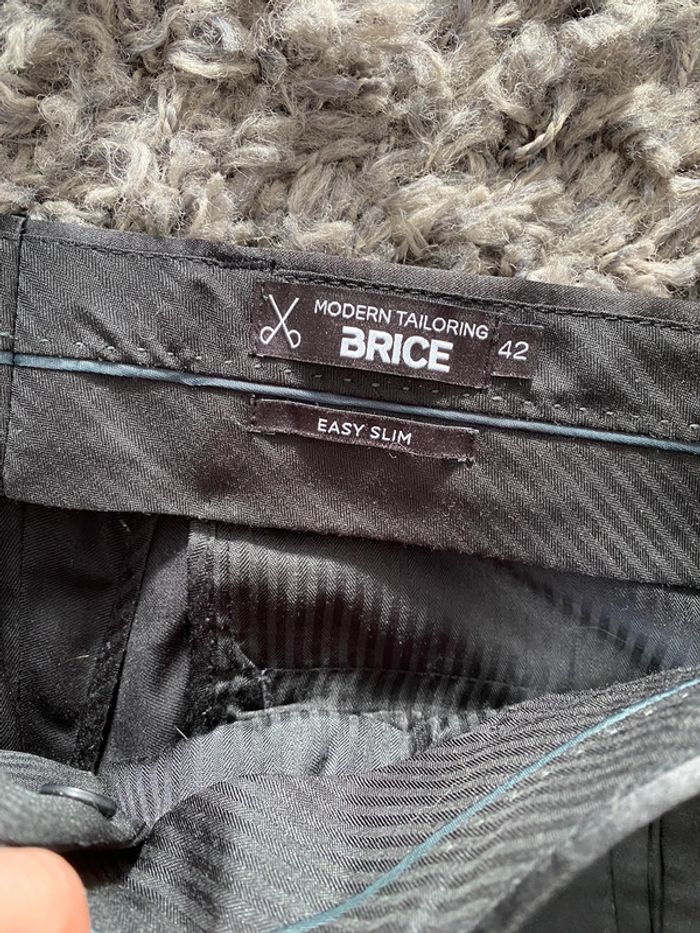 MODERN TAILORING
BRICE
42
EASY SLIM